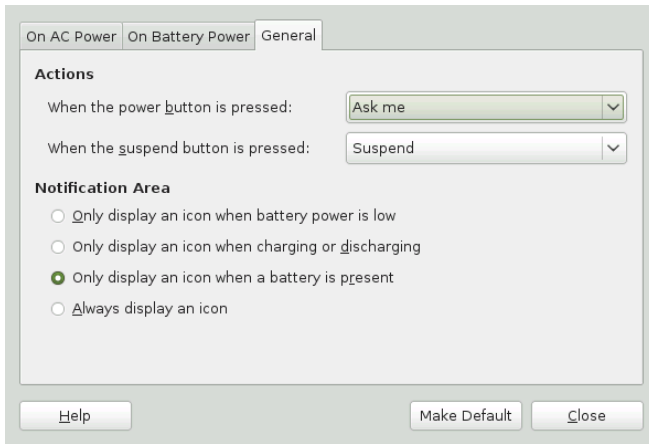 On AC Power On Battery Power General
Actions
When the power button is pressed: Ask me
When the suspend button is pressed: Suspend
Notification Area
Only display an icon when battery power is low
Only display an icon when charging or discharging
Only display an icon when a battery is present
Always display an icon
Help Make Default Close